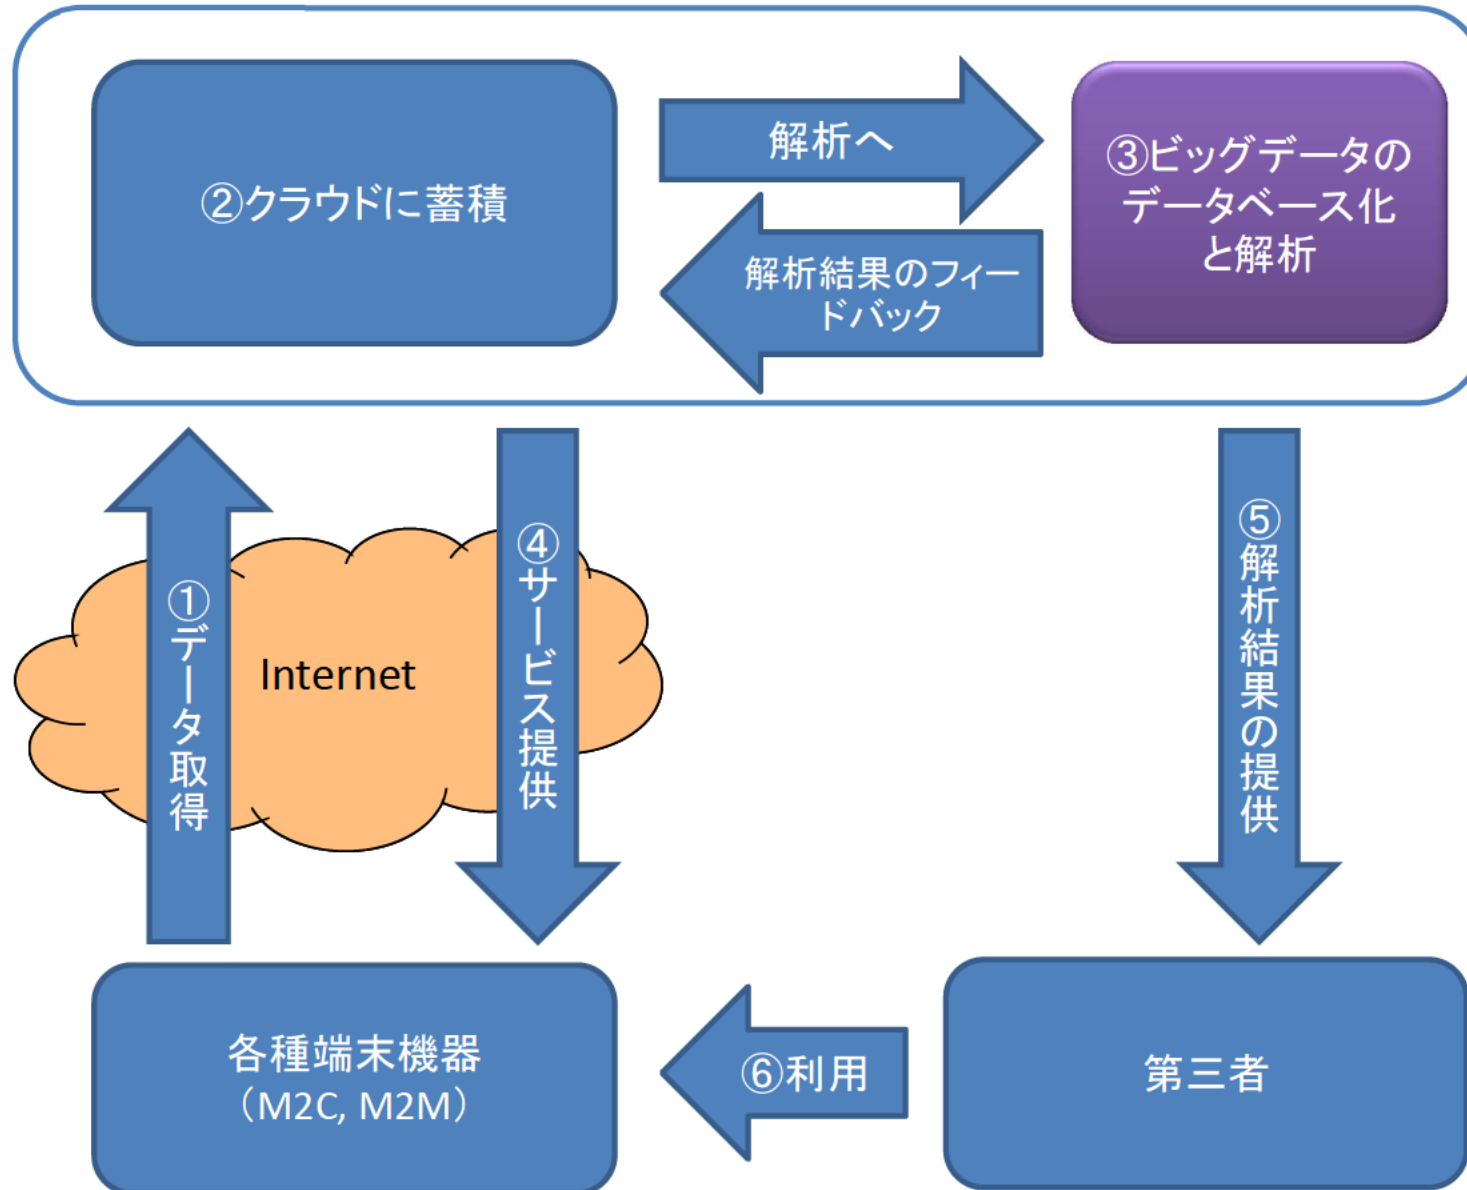 ②クラウドに蓄積
解析へ
解析結果のフィー
ドバック
③ビッグデータの
データベース化
と解析
①データ取得
Internet
④サービス提供
⑤解析結果の提供
各種端末機器
（M2C, M2M）
⑥利用
第三者